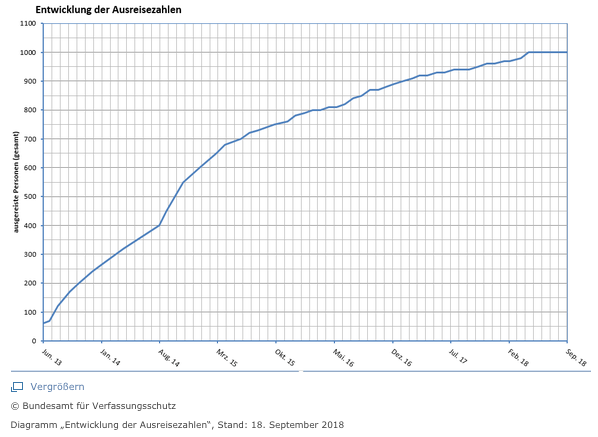 Entwicklung der Ausreisezahlen
1100
1000
900
800
700
600
500
400
300
200
100
0
ausgereiste Personen (gesamt)
Jun. 13
Jan. 14
Aug. 14
Mrz. 15
Okt. 15
Mai. 16
Dez. 16
Jul. 17
Feb. 18
Sep. 18
Vergrößern
© Bundesamt für Verfassungsschutz
Diagramm „Entwicklung der Ausreisezahlen“, Stand: 18. September 2018